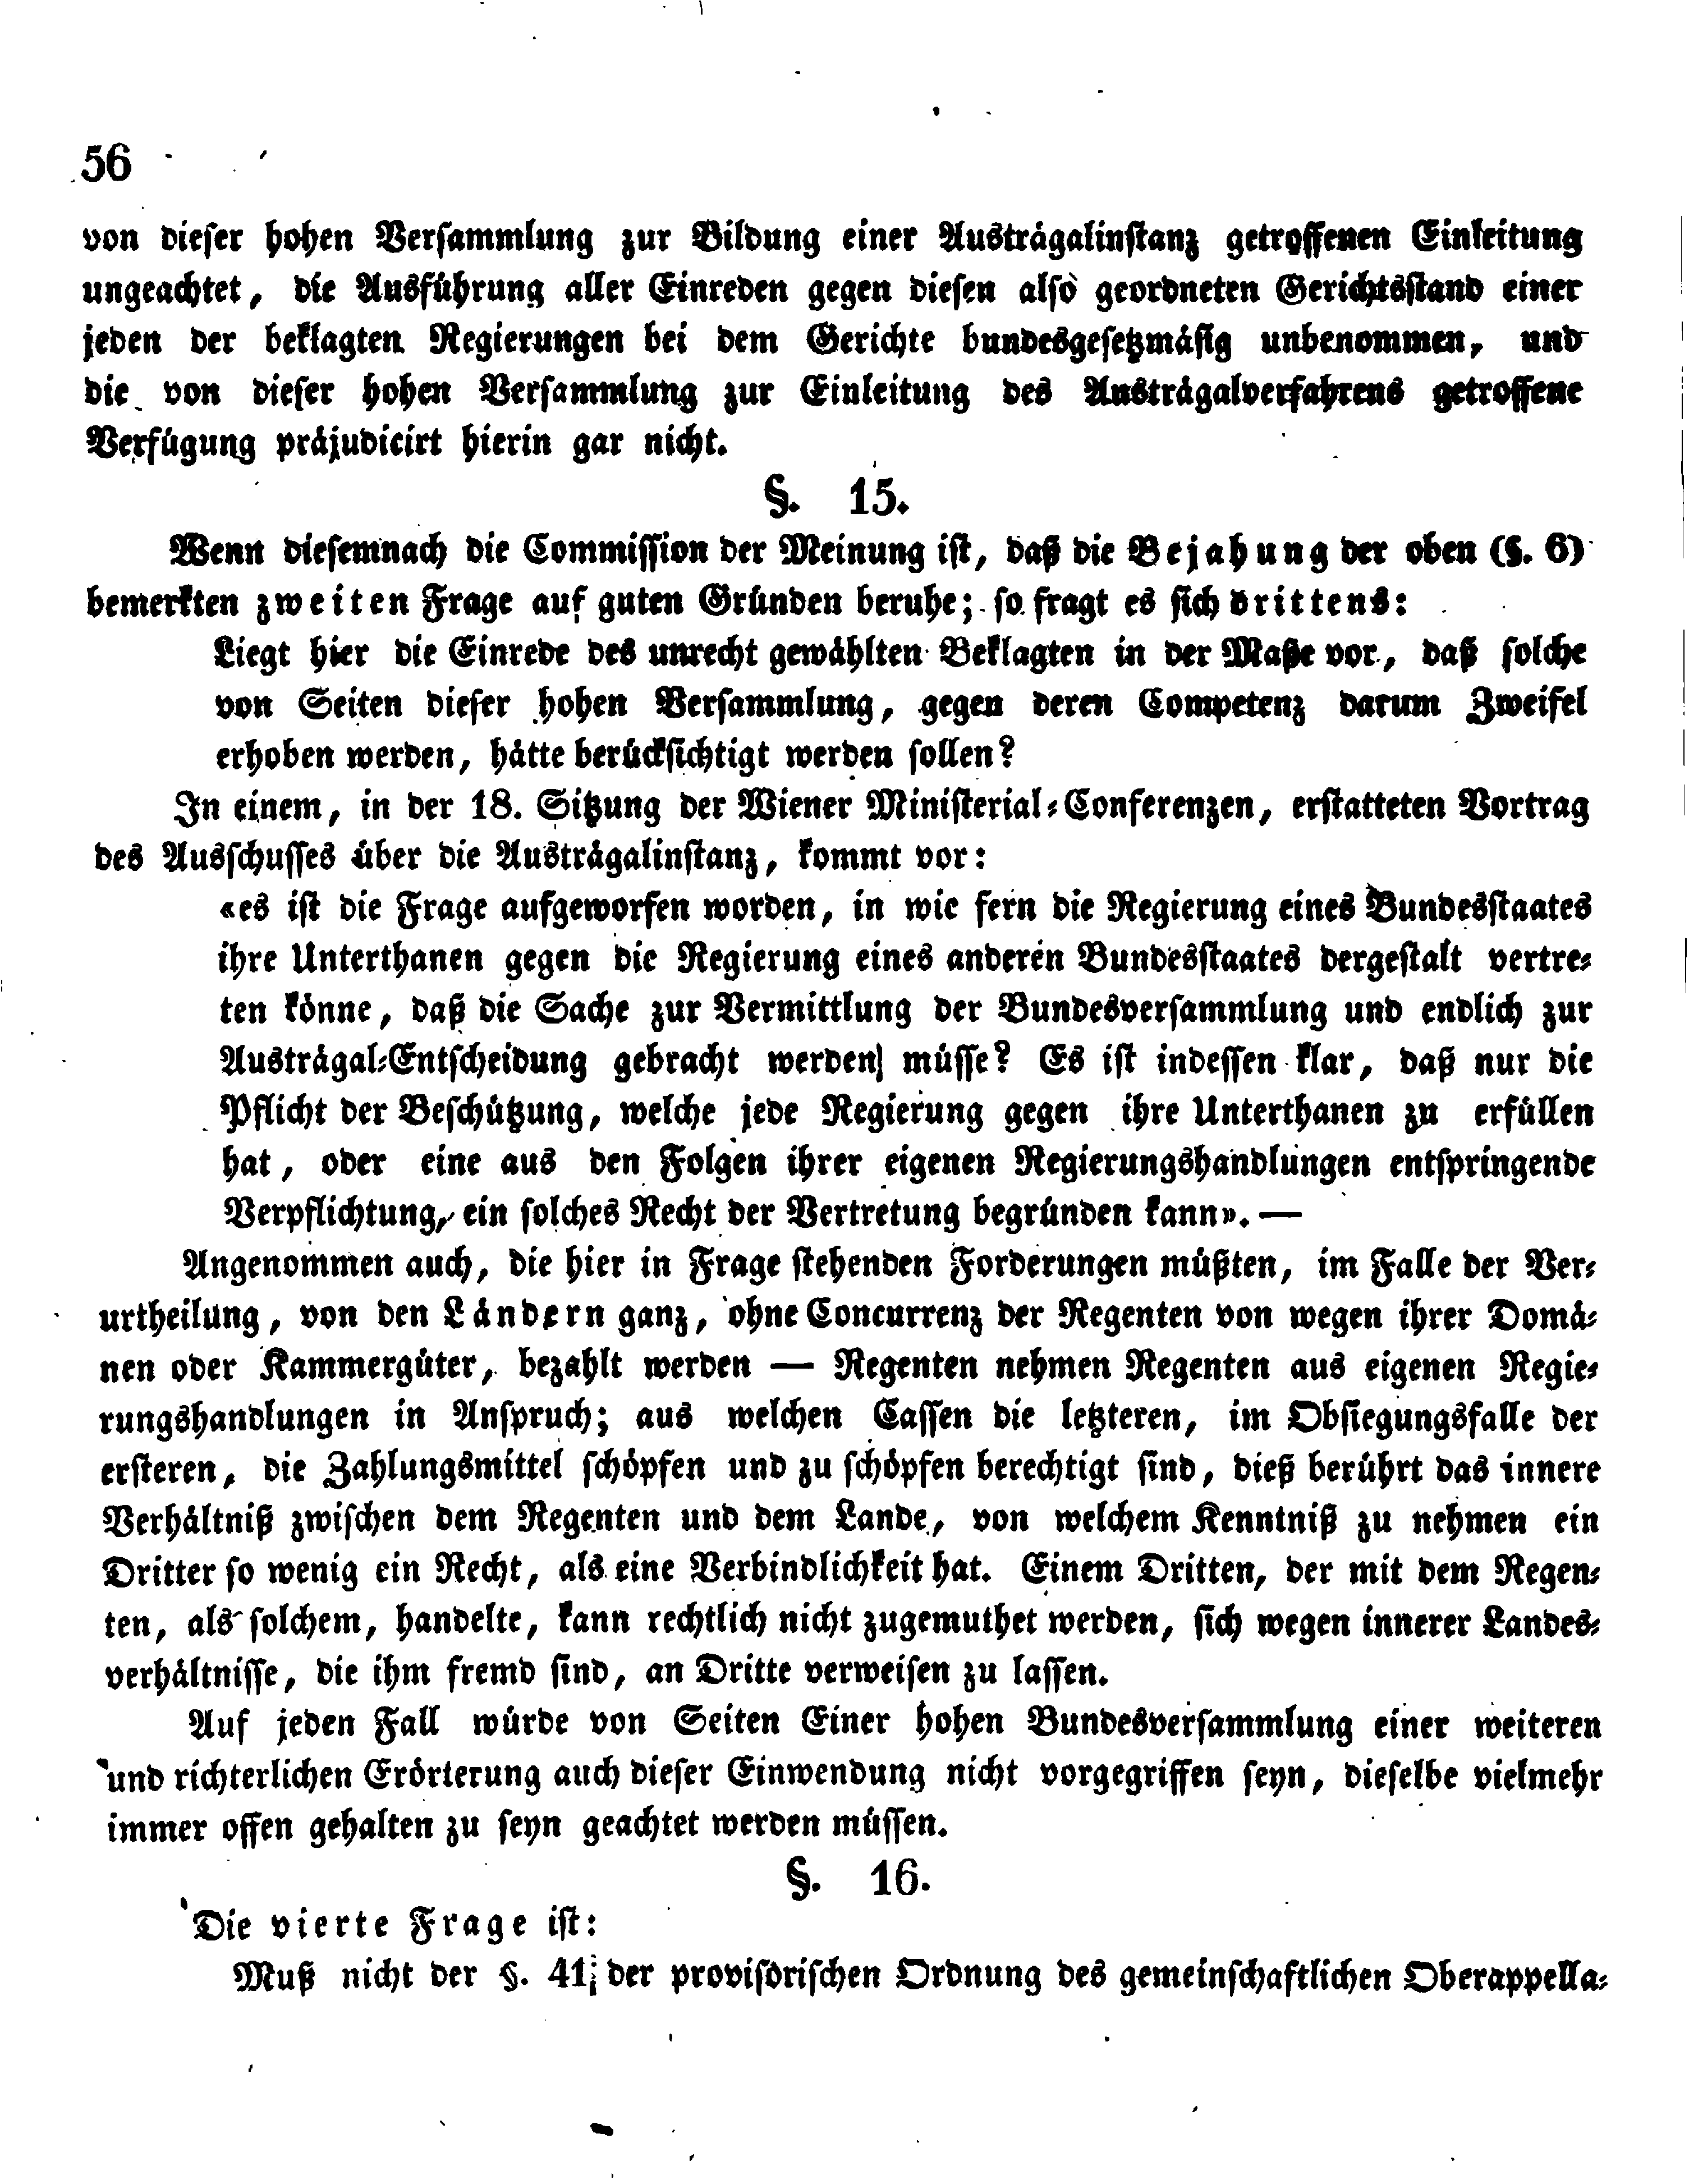 56
von dieser hohen Versammlung zur Bildung einer Austrägalinstanz getroffenen Einleitung
ungeachtet, die Ausführung aller Einreden gegen diesen also geordneten Gerichtsstand einer
jeden der beklagten Regierungen bei dem Gerichte bundesgesetzmäsig unbenommen, und
die von dieser hohen Versammlung zur Einleitung des Austrägalverfahrens getroffene
Verfügung präjudicirt hierin gar nicht.
§. 15.
Wenn diesemnach die Commission der Meinung ist, daß die Bejahung der oben (§. 6)
bemerkten zweiten Frage auf guten Gründen beruhe; so fragt es sich drittens:
Liegt hier die Einrede des unrecht gewählten Beklagten in der Maße vor, daß solche
von Seiten dieser hohen Versammlung, gegen deren Competenz darum Zweifel
erhoben werden, hätte berücksichtigt werden sollen?
In einem, in der 18. Sitzung der Wiener Ministerial-Conferenzen, erstatteten Vortrag
des Ausschusses über die Austrägalinstanz, kommt vor:
«es ist die Frage aufgeworfen worden, in wie fern die Regierung eines Bundesstaates
ihre Unterthanen gegen die Regierung eines anderen Bundesstaates dergestalt vertre-
ten könne, daß die Sache zur Vermittlung der Bundesversammlung und endlich zur
Austrägal-Entscheidung gebracht werden müsse? Es ist indessen klar, daß nur die
Pflicht der Beschützung, welche jede Regierung gegen ihre Unterthanen zu erfüllen
hat, oder eine aus den Folgen ihrer eigenen Regierungshandlungen entspringende
Verpflichtung, ein solches Recht der Vertretung begründen kann». —
Angenommen auch, die hier in Frage stehenden Forderungen müßten, im Falle der Ver-
urtheilung, von den Ländern ganz, ohne Concurrenz der Regenten von wegen ihrer Domä-
nen oder Kammergüter, bezahlt werden — Regenten nehmen Regenten aus eigenen Regie-
rungshandlungen in Anspruch; aus welchen Cassen die letzteren, im Obsiegungsfalle der
ersteren, die Zahlungsmittel schöpfen und zu schöpfen berechtigt sind, dieß berührt das innere
Verhältniß zwischen dem Regenten und dem Lande, von welchem Kenntniß zu nehmen ein
Dritter so wenig ein Recht, als eine Verbindlichkeit hat. Einem Dritten, der mit dem Regen-
ten, als solchem, handelte, kann rechtlich nicht zugemuthet werden, sich wegen innerer Landes-
verhältnisse, die ihm fremd sind, an Dritte verweisen zu lassen.
Auf jeden Fall würde von Seiten Einer hohen Bundesversammlung einer weiteren
und richterlichen Erörterung auch dieser Einwendung nicht vorgegriffen seyn, dieselbe vielmehr
immer offen gehalten zu seyn geachtet werden müssen.
§. 16.
Die vierte Frage ist:
Muß nicht der §. 41 der provisorischen Ordnung des gemeinschaftlichen Oberappella-